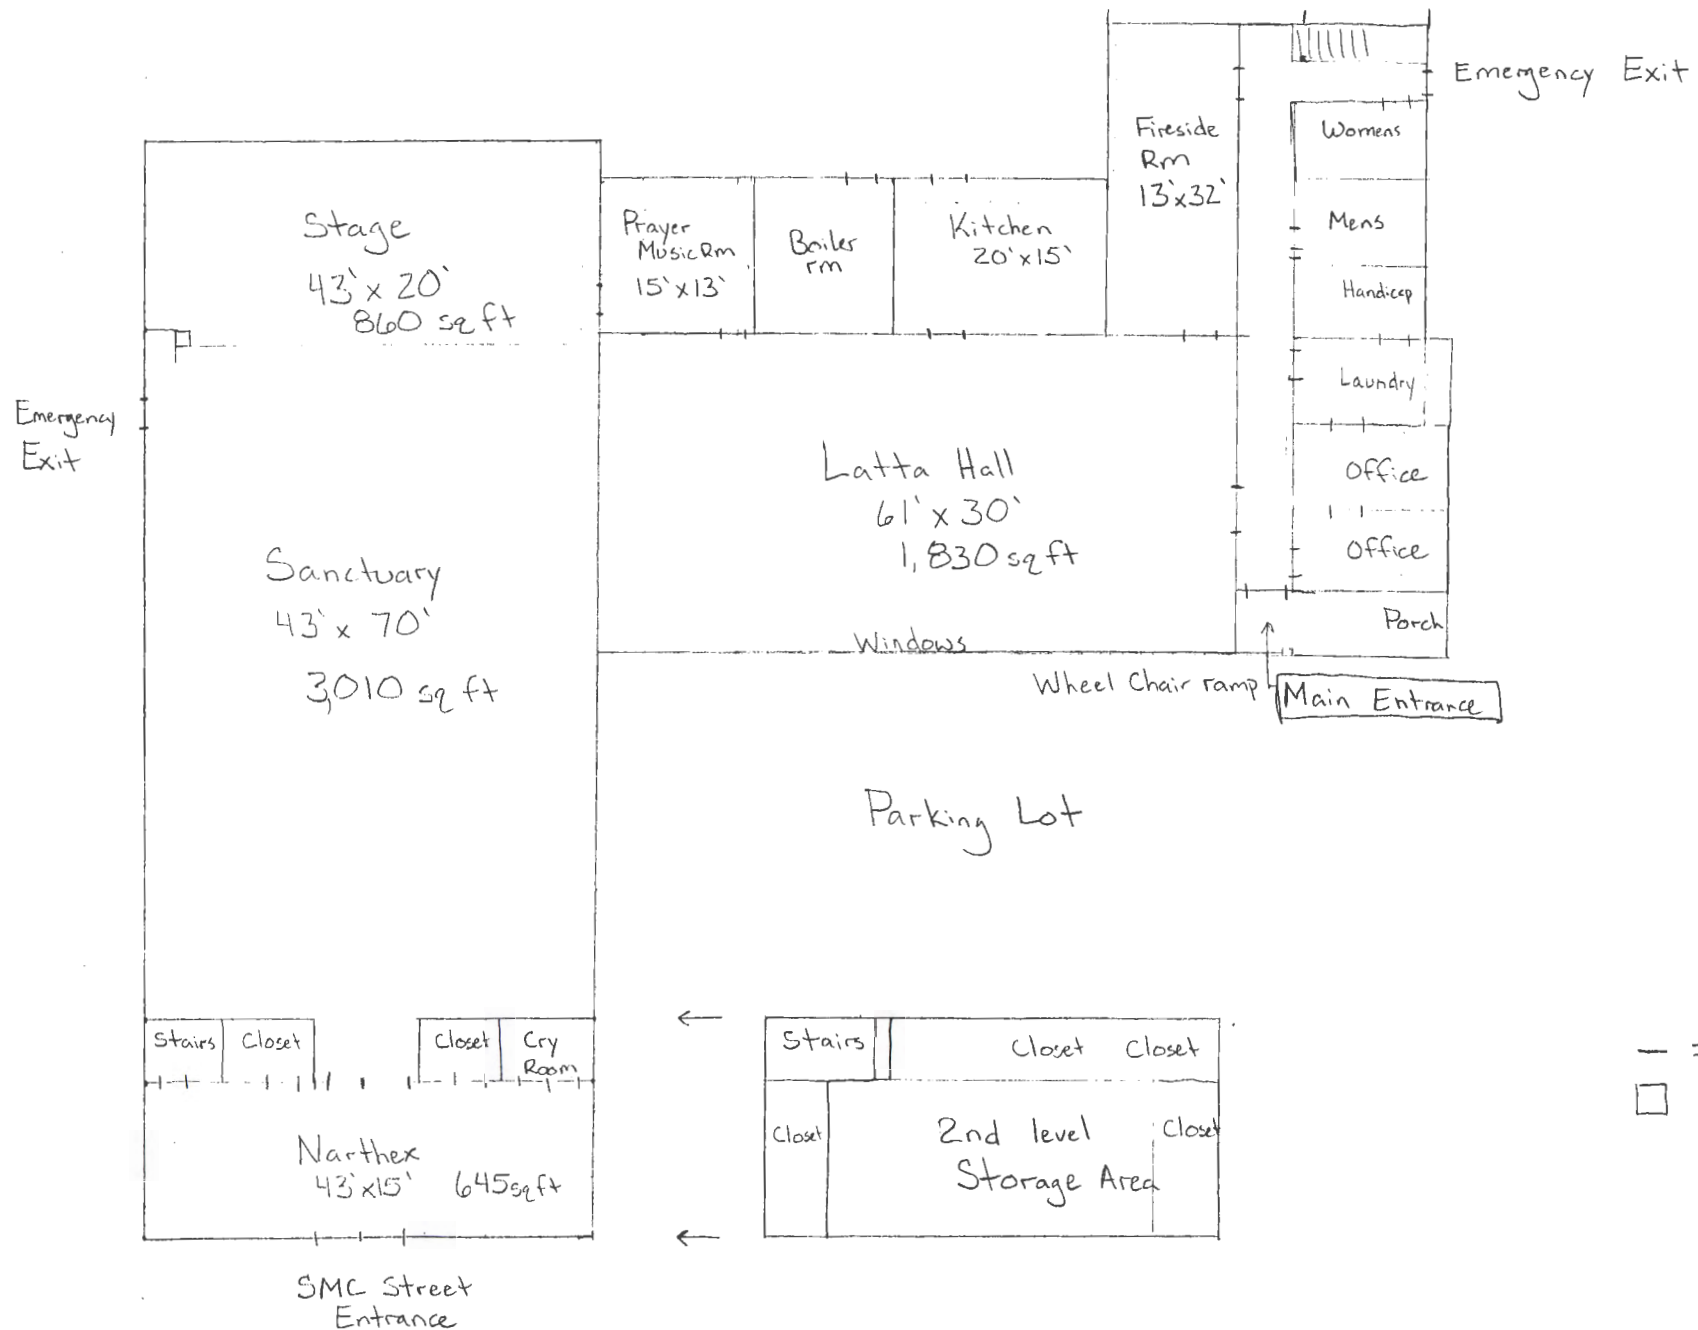 Emergency Exit
Fireside
Rm
13'x32'
Womens
Mens
Handicap
Laundry
Office
Office
Porch
Stage
43' x 20'
860 sq ft
Prayer
Music Rm
15'x13'
Boiler
rm
Kitchen
20'x15'
Emergency
Exit
Latta Hall
61' x 30'
1,830 sq ft
Windows
Sanctuary
43' x 70'
3,010 sq ft
Wheel Chair ramp
Main Entrance
Parking Lot
Stairs
Closet
Closet
Cry
Room
Narthex
43'x15' 645 sq ft
SMC Street
Entrance
Stairs
Closet Closet
Closet
2nd level
Storage Area
Closet